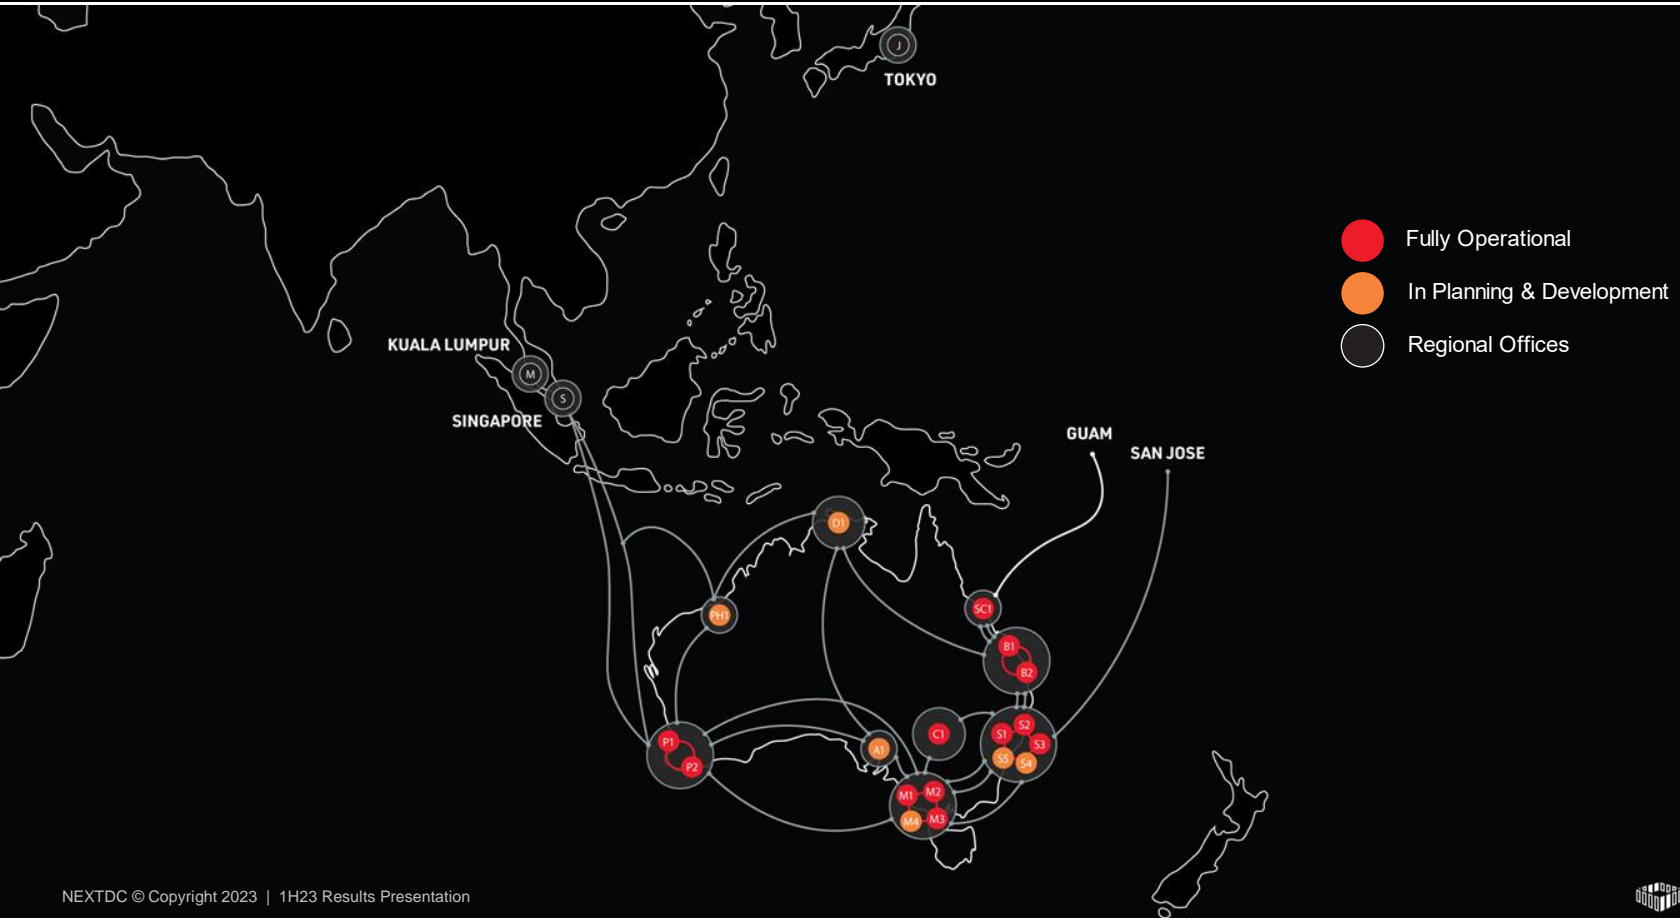 J
TOKYO
Fully Operational
In Planning & Development
Regional Offices
KUALA LUMPUR
M
S
SINGAPORE
GUAM
SAN JOSE
D1
PH1
SC1
B1
B2
P1
P2
A1
C1
S1
S2
S3
S5
S4
M1
M2
M4
M3
NEXTDC © Copyright 2023 | 1H23 Results Presentation